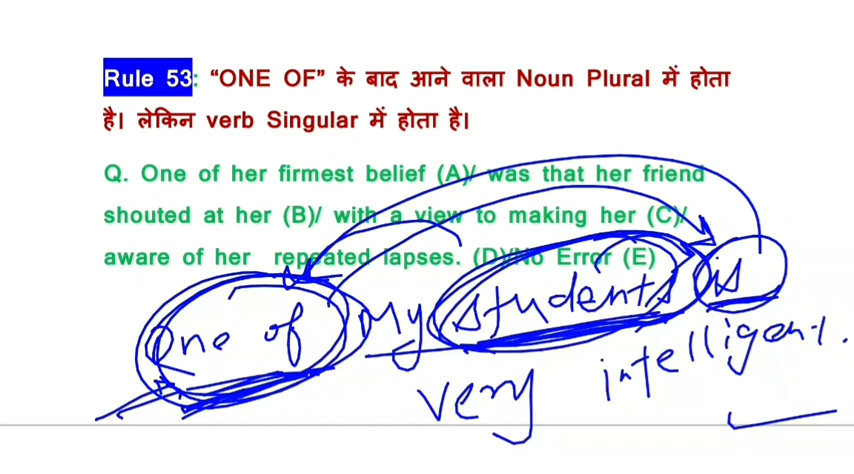 Rule 53: “ONE OF” के बाद आने वाला Noun Plural में होता
है। लेकिन verb Singular में होता है।
Q. One of her firmest belief (A)/ was that her friend
shouted at her (B)/ with a view to making her (C)/
aware of her repeated lapses. (D)/No Error (E)
One of My students is
very intelligent.